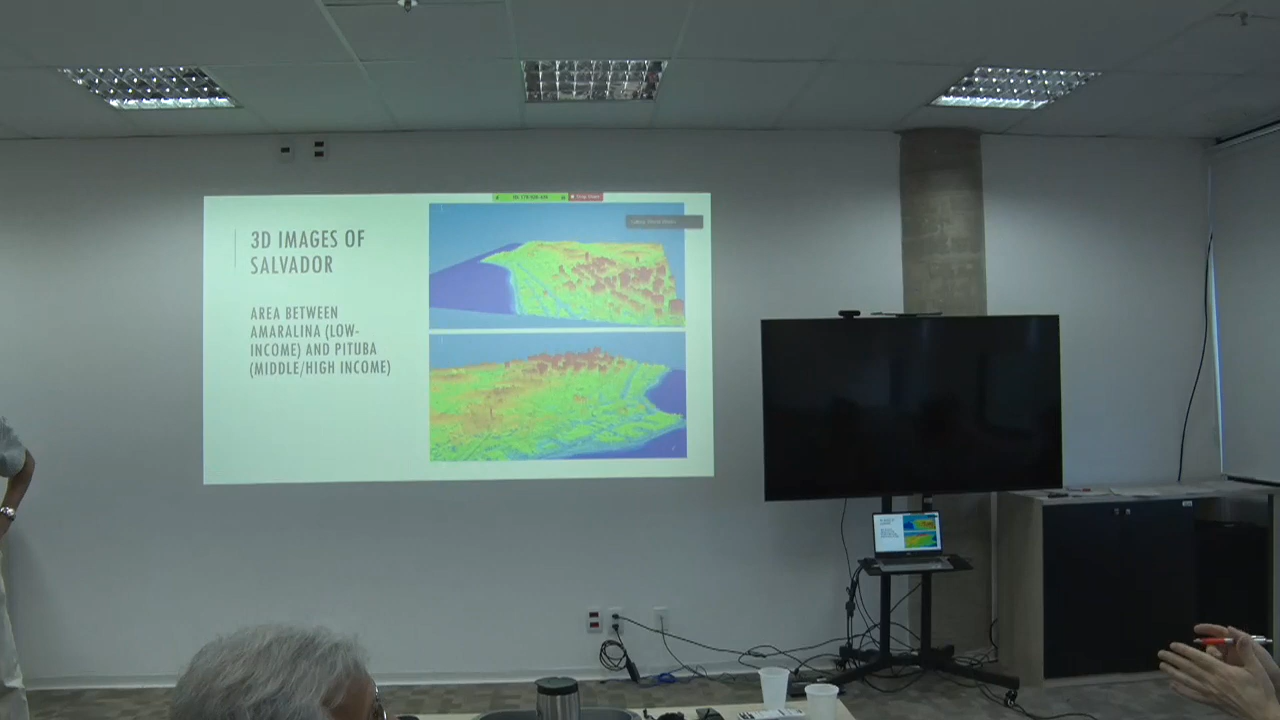 3D IMAGES OF
SALVADOR
AREA BETWEEN
AMARALINA (LOW-
INCOME) AND PITUBA
(MIDDLE/HIGH INCOME)